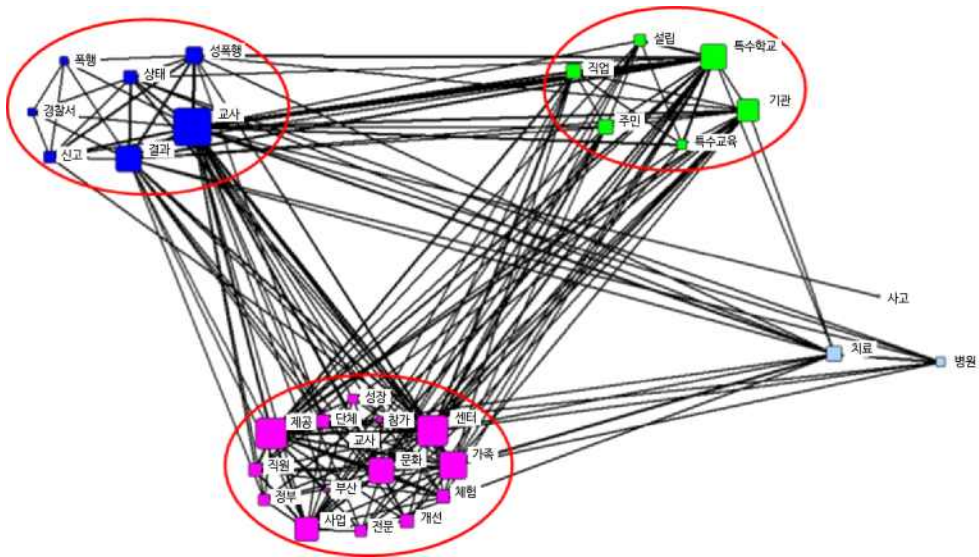 폭행
성폭행
상태
경찰서
교사
신고
결과
설립
특수학교
직업
기관
주민
특수교육
사고
치료
병원
성장
제공
단체
참가
센터
교사
문화
가족
직원
정부
부산
체험
사업
전문
개선